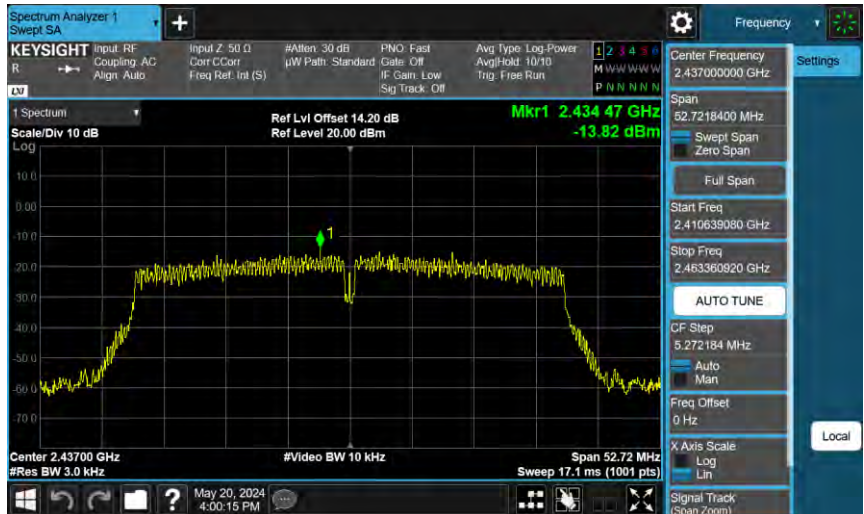 Spectrum Analyzer 1
Swept SA
Frequency
KEYSIGHT
R
LXI
Input: RF
Coupling: AC
Align: Auto
Input Z: 50 Ω
Corr CCorr
Freq Ref: Int (S)
#Atten: 30 dB
µW Path: Standard
PNO: Fast
Gate: Off
IF Gain: Low
Sig Track: Off
Avg Type: Log-Power
Avg|Hold: 10/10
Trig: Free Run
1 2 3 4 5 6
M W W W W W
P N N N N N
1 Spectrum
Scale/Div 10 dB
Ref Lvl Offset 14.20 dB
Ref Level 20.00 dBm
Mkr1 2.434 47 GHz
-13.82 dBm
Log
10.0
0.00
-10.0
-20.0
-30.0
-40.0
-50.0
-60.0
-70.0
1
Center 2.43700 GHz
#Res BW 3.0 kHz
#Video BW 10 kHz
Span 52.72 MHz
Sweep 17.1 ms (1001 pts)
May 20, 2024
4:00:15 PM
?
Center Frequency
2.437000000 GHz
Span
52.7218400 MHz
Swept Span
Zero Span
Full Span
Start Freq
2.410639080 GHz
Stop Freq
2.463360920 GHz
AUTO TUNE
CF Step
5.272184 MHz
Auto
Man
Freq Offset
0 Hz
X Axis Scale
Log
Lin
Signal Track
(Span Zoom)
Settings
Local